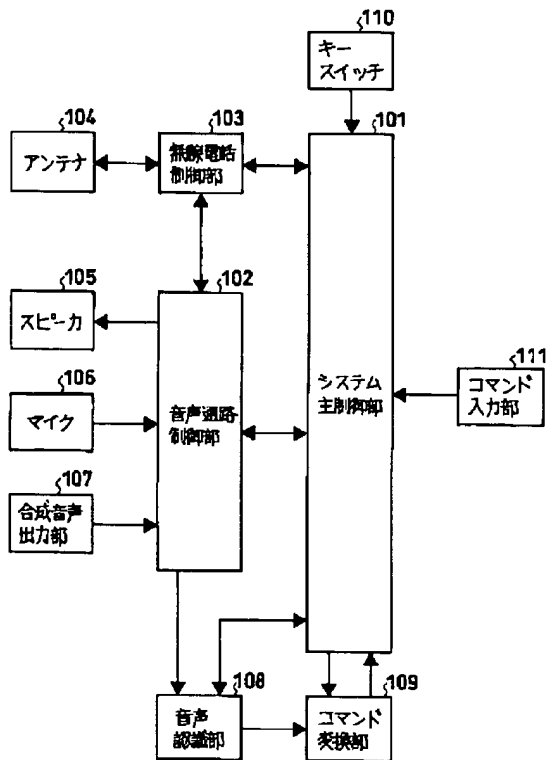 110
キー
スイッチ
104
アンテナ
103
無線電話
制御部
101
システム
主制御部
105
スピーカ
102
音声通路
制御部
106
マイク
111
コマンド
入力部
107
合成音声
出力部
108
音声
認識部
109
コマンド
変換部